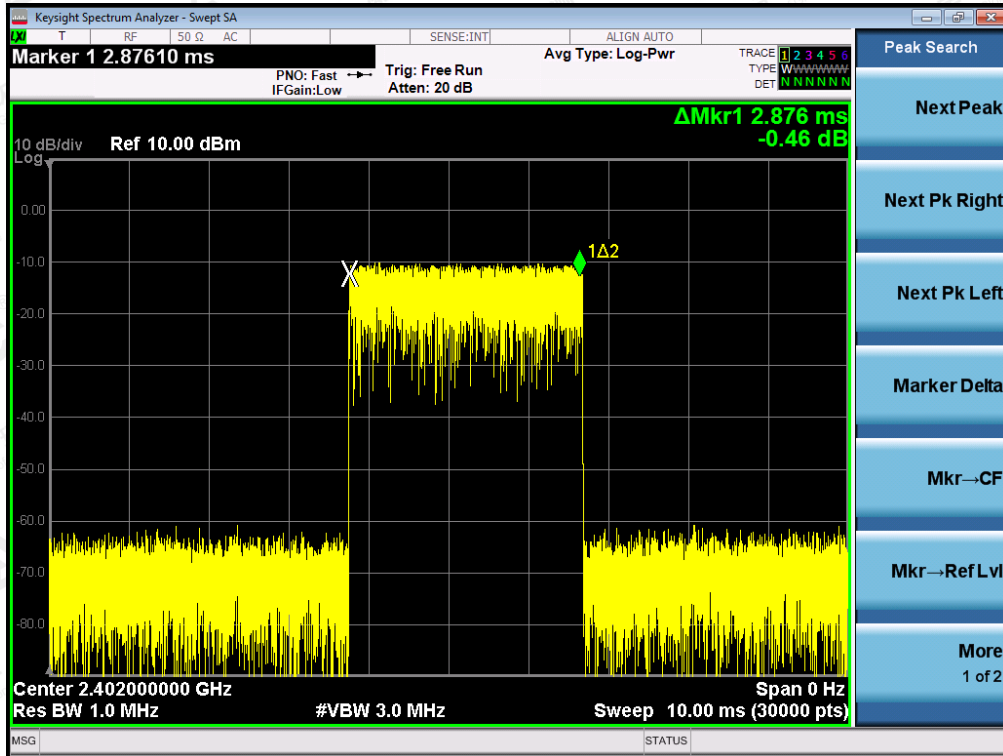 Keysight Spectrum Analyzer - Swept SA
LXI T RF 50 Ω AC SENSE:INT ALIGN AUTO
Marker 1 2.87610 ms
PNO: Fast
IFGain:Low
Trig: Free Run
Atten: 20 dB
Avg Type: Log-Pwr
TRACE 1 2 3 4 5 6
TYPE WWWWWW
DET N N N N N N
ΔMkr1 2.876 ms
-0.46 dB
10 dB/div Ref 10.00 dBm
Log
0.00
-10.0
-20.0
-30.0
-40.0
-50.0
-60.0
-70.0
-80.0
X
1Δ2
Center 2.402000000 GHz
Span 0 Hz
Res BW 1.0 MHz
#VBW 3.0 MHz
Sweep 10.00 ms (30000 pts)
MSG
STATUS
Peak Search
Next Peak
Next Pk Right
Next Pk Left
Marker Delta
Mkr→CF
Mkr→Ref Lvl
More
1 of 2